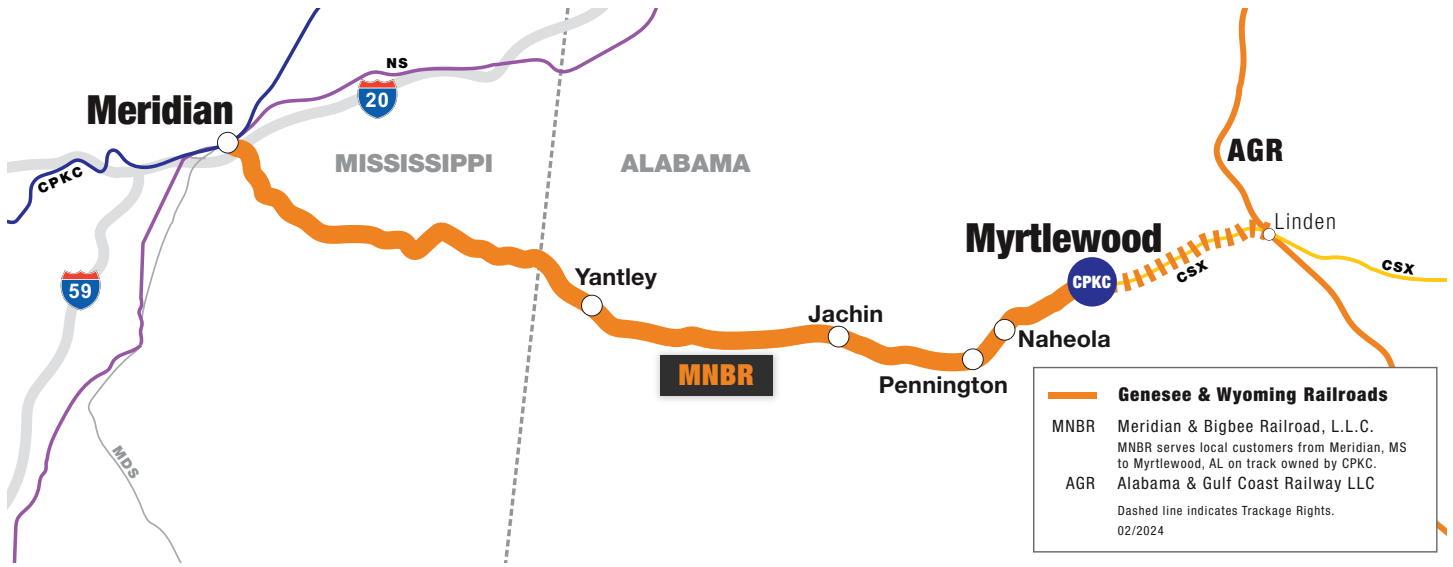 NS
20
Meridian
MISSISSIPPI
ALABAMA
AGR
CPKC
Linden
Myrtlewood
CSX
CSX
CPKC
59
Yantley
Jachin
Naheola
MNBR
Pennington
MDS
Genesee & Wyoming Railroads
MNBR Meridian & Bigbee Railroad, L.L.C.
MNBR serves local customers from Meridian, MS
to Myrtlewood, AL on track owned by CPKC.
AGR Alabama & Gulf Coast Railway LLC
Dashed line indicates Trackage Rights.
02/2024